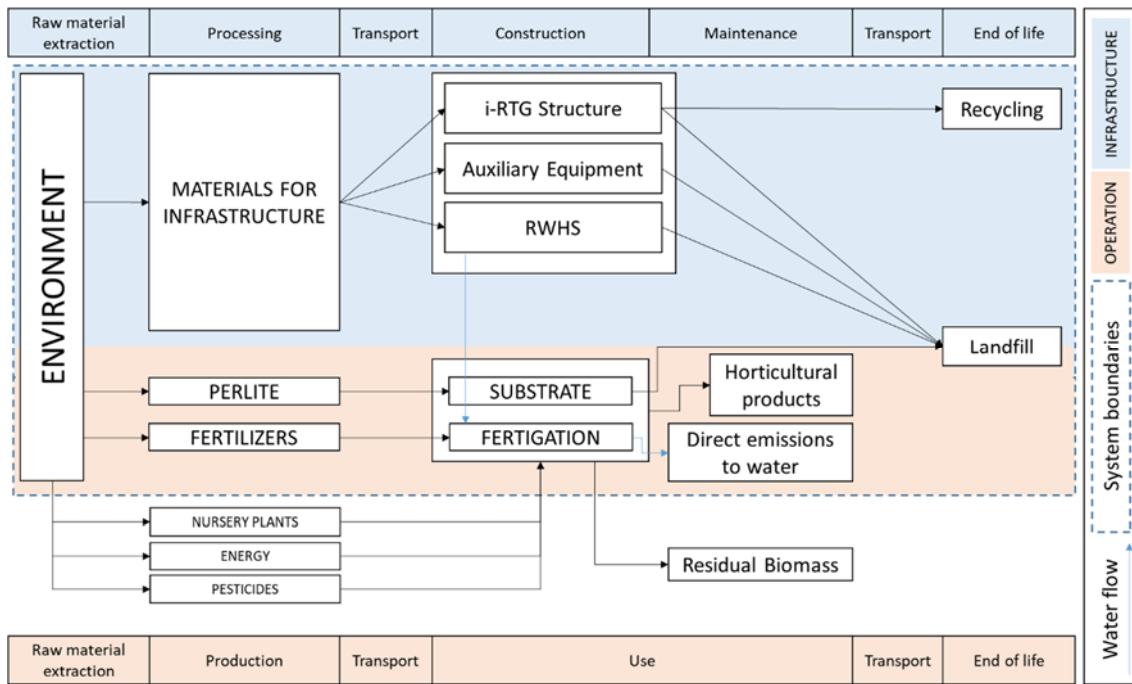 Raw material
extraction
Processing
Transport
Construction
Maintenance
Transport
End of life
ENVIRONMENT
MATERIALS FOR
INFRASTRUCTURE
i-RTG Structure
Auxiliary Equipment
RWHS
Recycling
Landfill
PERLITE
SUBSTRATE
Horticultural
products
FERTILIZERS
FERTIGATION
Direct emissions
to water
NURSERY PLANTS
ENERGY
PESTICIDES
Residual Biomass
Raw material
extraction
Production
Transport
Use
Transport
End of life
INFRASTRUCTURE
OPERATION
System boundaries
Water flow